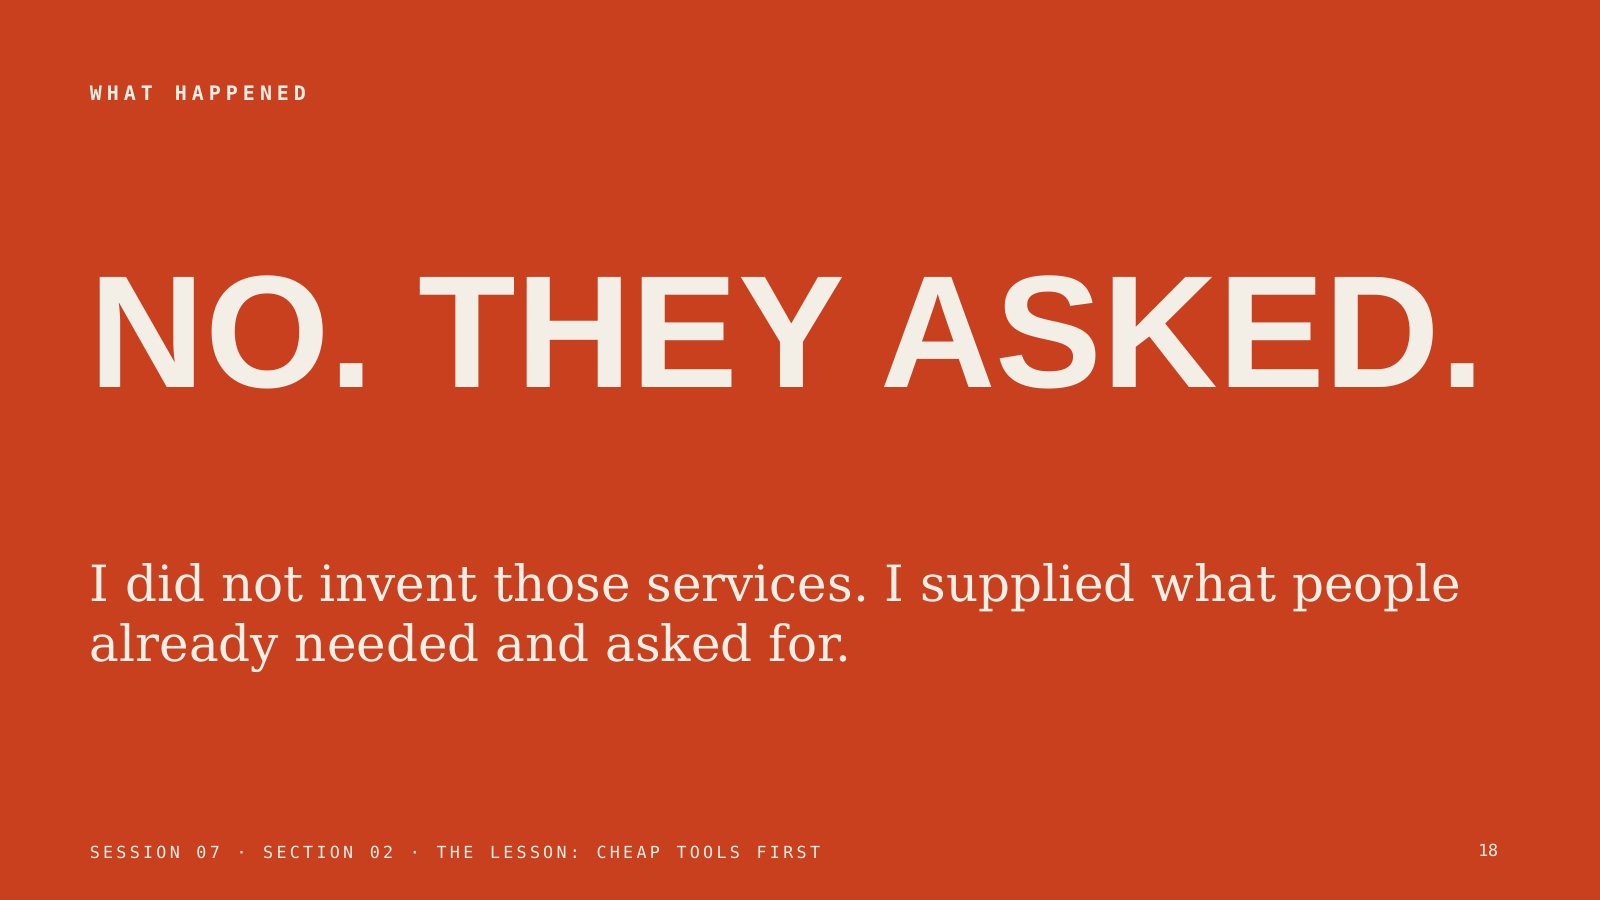 WHAT HAPPENED
NO. THEY ASKED.
I did not invent those services. I supplied what people
already needed and asked for.
SESSION 07 · SECTION 02 · THE LESSON: CHEAP TOOLS FIRST
18